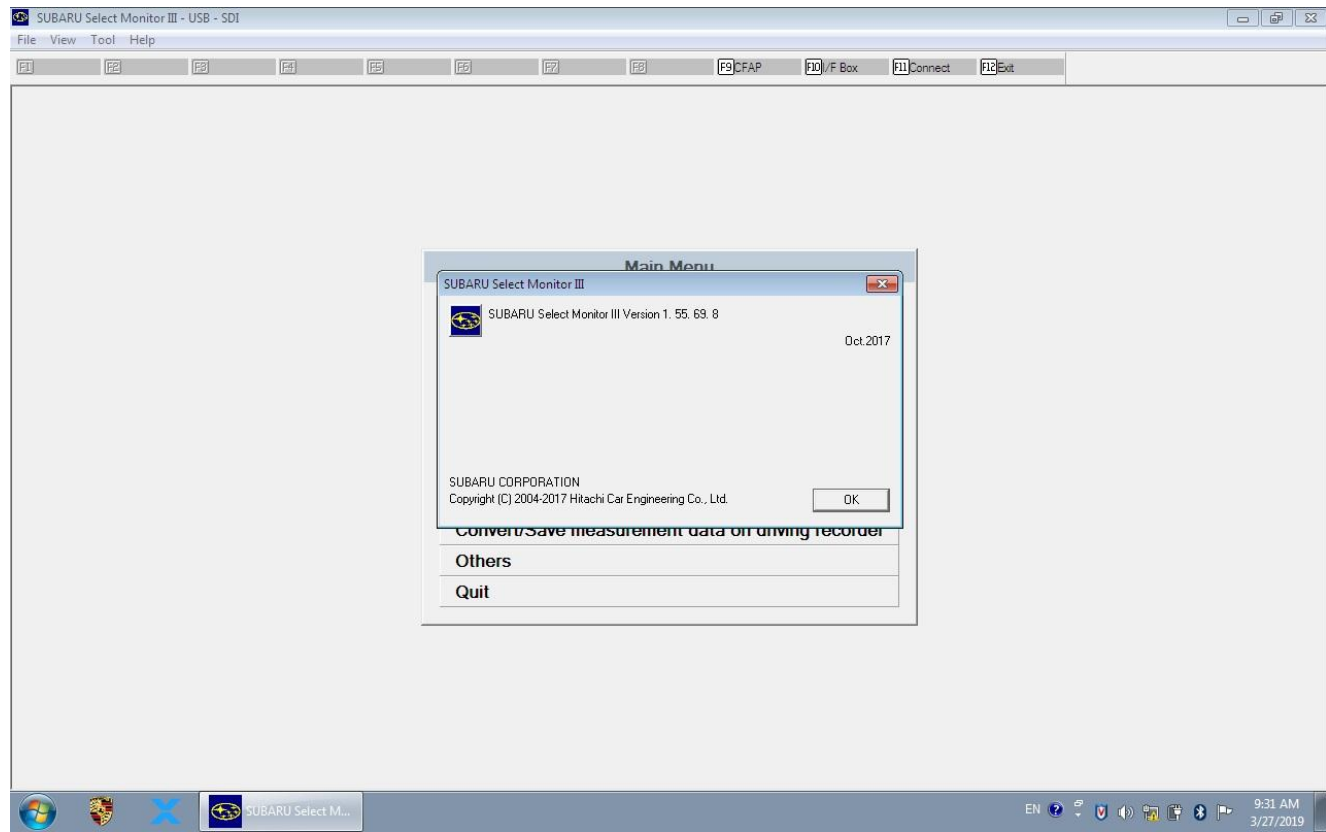 SUBARU Select Monitor III - USB - SDI
File View Tool Help
F1 F2 F3 F4 F5 F6 F7 F8 F9 CFAP F10 I/F Box F11 Connect F12 Exit
Main Menu
SUBARU Select Monitor III
SUBARU Select Monitor III Version 1. 55. 69. 8
Oct.2017
SUBARU CORPORATION
Copyright (C) 2004-2017 Hitachi Car Engineering Co., Ltd.
OK
Convert/Save measurement data on driving recorder
Others
Quit
SUBARU Select M...
EN
9:31 AM
3/27/2019